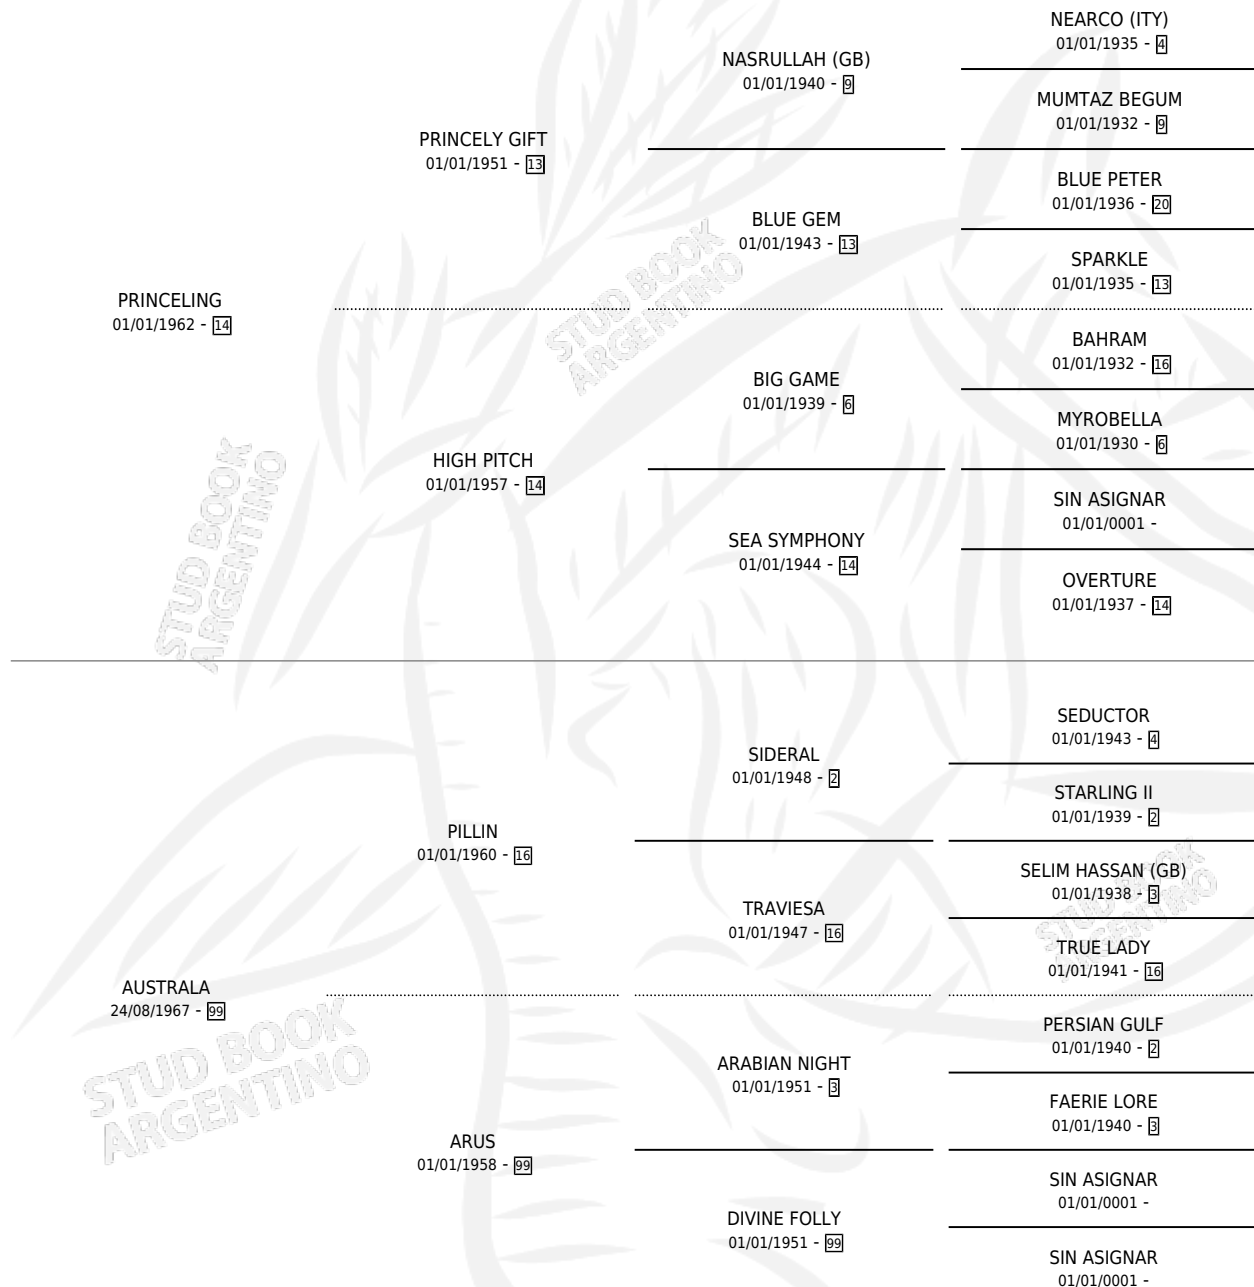 NEARCO (ITY)
01/01/1935 - 4
NASRULLAH (GB)
01/01/1940 - 9
MUMTAZ BEGUM
01/01/1932 - 9
PRINCELY GIFT
01/01/1951 - 13
BLUE PETER
01/01/1936 - 20
BLUE GEM
01/01/1943 - 13
SPARKLE
01/01/1935 - 13
PRINCELING
01/01/1962 - 14
BAHRAM
01/01/1932 - 16
BIG GAME
01/01/1939 - 6
MYROBELLA
01/01/1930 - 6
HIGH PITCH
01/01/1957 - 14
SIN ASIGNAR
01/01/0001 -
SEA SYMPHONY
01/01/1944 - 14
OVERTURE
01/01/1937 - 14
SEDUCTOR
01/01/1943 - 4
SIDERAL
01/01/1948 - 2
STARLING II
01/01/1939 - 2
PILLIN
01/01/1960 - 16
SELIM HASSAN (GB)
01/01/1938 - 3
TRAVIESA
01/01/1947 - 16
TRUE LADY
01/01/1941 - 16
AUSTRALA
24/08/1967 - 99
PERSIAN GULF
01/01/1940 - 2
ARABIAN NIGHT
01/01/1951 - 3
FAERIE LORE
01/01/1940 - 3
ARUS
01/01/1958 - 99
SIN ASIGNAR
01/01/0001 -
DIVINE FOLLY
01/01/1951 - 99
SIN ASIGNAR
01/01/0001 -
STUD BOOK
ARGENTINO
STUD BOOK
ARGENTINO
STUD BOOK
ARGENTINO
STUD BOOK
ARGENTINO